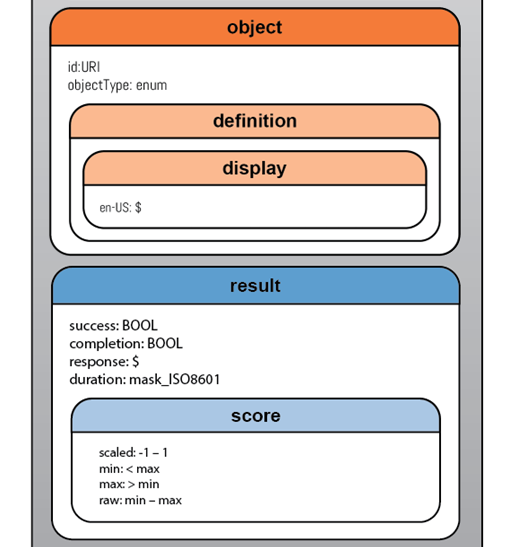 object
id:URI
objectType: enum
definition
display
en-US: $
result
success: BOOL
completion: BOOL
response: $
duration: mask_ISO8601
score
scaled: -1 – 1
min: < max
max: > min
raw: min – max